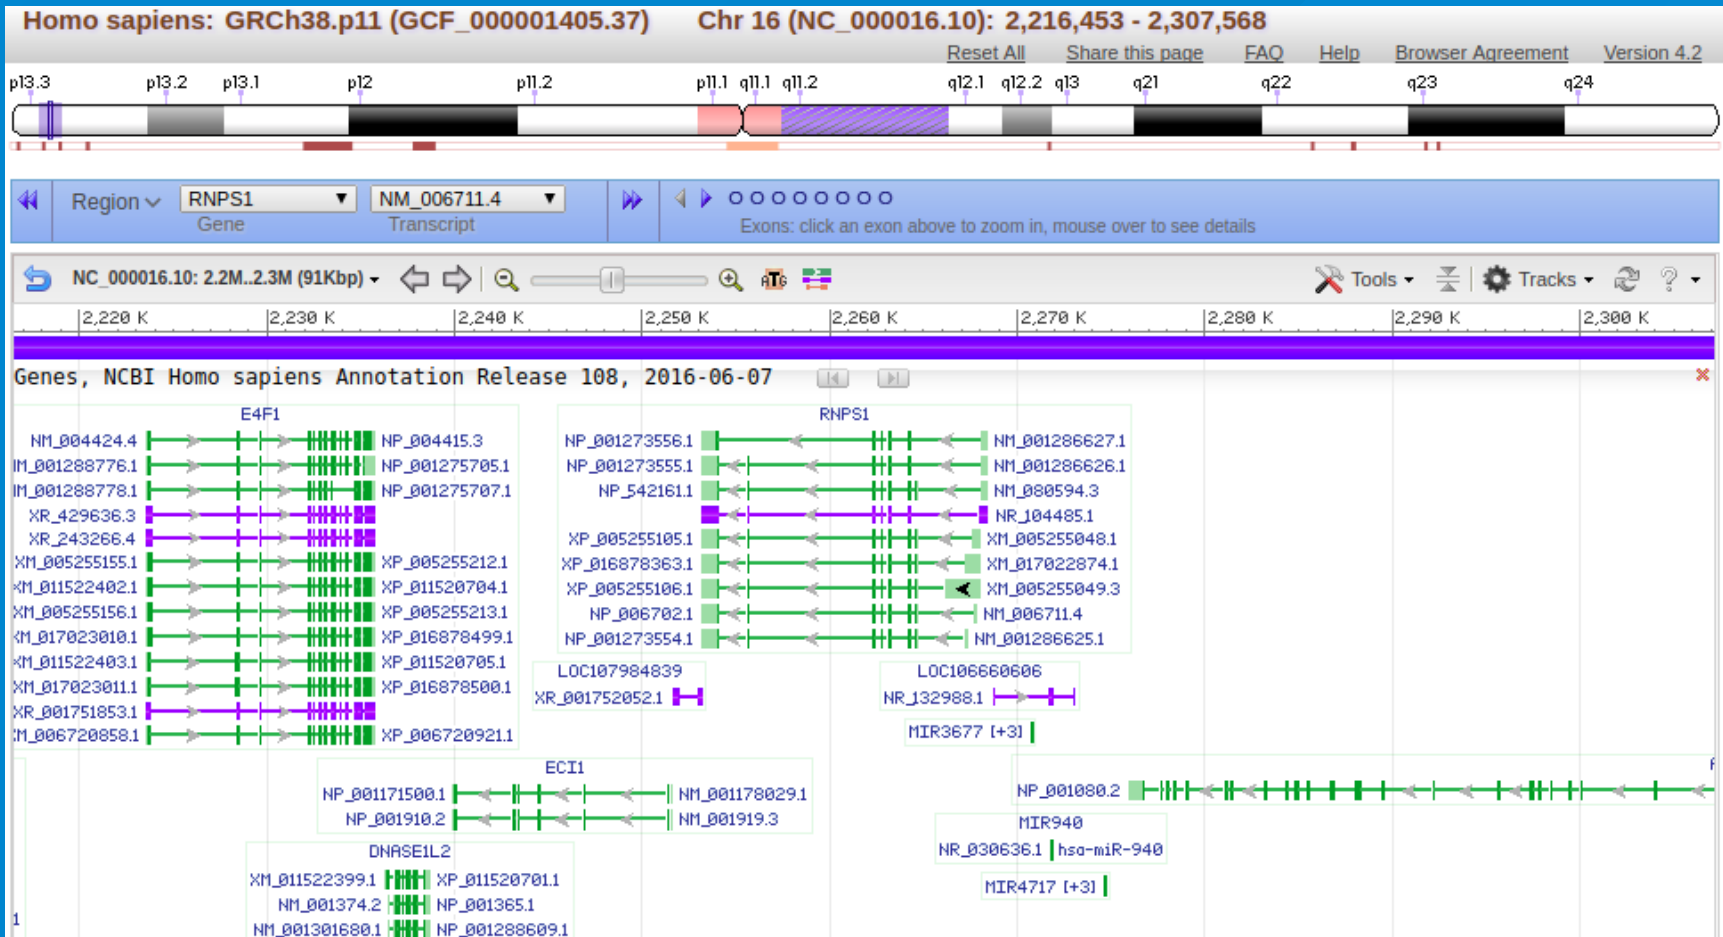 Homo sapiens: GRCh38.p11 (GCF_000001405.37) Chr 16 (NC_000016.10): 2,216,453 - 2,307,568
Reset All Share this page FAQ Help Browser Agreement Version 4.2
p13.3 p13.2 p13.1 p12 p11.2 p11.1 q11.1 q11.2 q12.1 q12.2 q13 q21 q22 q23 q24
Region RNPS1 NM_006711.4
Gene Transcript Exons: click an exon above to zoom in, mouse over to see details
NC_000016.10: 2.2M..2.3M (91Kbp) ATG Tools Tracks ?
2,220 K 2,230 K 2,240 K 2,250 K 2,260 K 2,270 K 2,280 K 2,290 K 2,300 K
Genes, NCBI Homo sapiens Annotation Release 108, 2016-06-07
E4F1 RNPS1
NM_004424.4 NP_004415.3 NP_001273556.1 NM_001286627.1
M_001288776.1 NP_001275705.1 NP_001273555.1 NM_001286626.1
M_001288778.1 NP_001275707.1 NP_542161.1 NM_080594.3
XR_429636.3 NR_104485.1
XR_243266.4 XP_005255105.1 XM_005255048.1
XM_005255155.1 XP_005255212.1 XP_016878363.1 XM_017022874.1
XM_011522402.1 XP_011520704.1 XP_005255106.1 XM_005255049.3
XM_005255156.1 XP_005255213.1 NP_006702.1 NM_006711.4
XM_017023010.1 XP_016878499.1 NP_001273554.1 NM_001286625.1
XM_011522403.1 XP_011520705.1 LOC107984839 LOC106660606
XM_017023011.1 XP_016878500.1 XR_001752052.1 NR_132988.1
XR_001751853.1
M_006720858.1 XP_006720921.1 MIR3677 [+3]
ECI1
NP_001171500.1 NM_001178029.1 NP_001080.2
NP_001910.2 NM_001919.3 MIR940
DNASE1L2 NR_030636.1 hsa-miR-940
XM_011522399.1 XP_011520701.1 MIR4717 [+3]
NM_001374.2 NP_001365.1
1 NM_001301680.1 NP_001288609.1